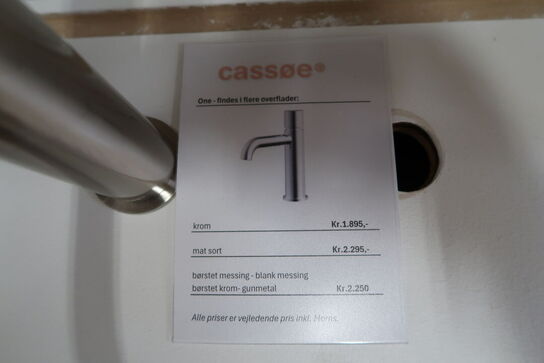 cassøe®
One - findes i flere overflader:
krom Kr.1.895,-
mat sort Kr.2.295,-
børstet messing - blank messing
børstet krom- gunmetal Kr.2.250
Alle priser er vejledende pris inkl. Moms.